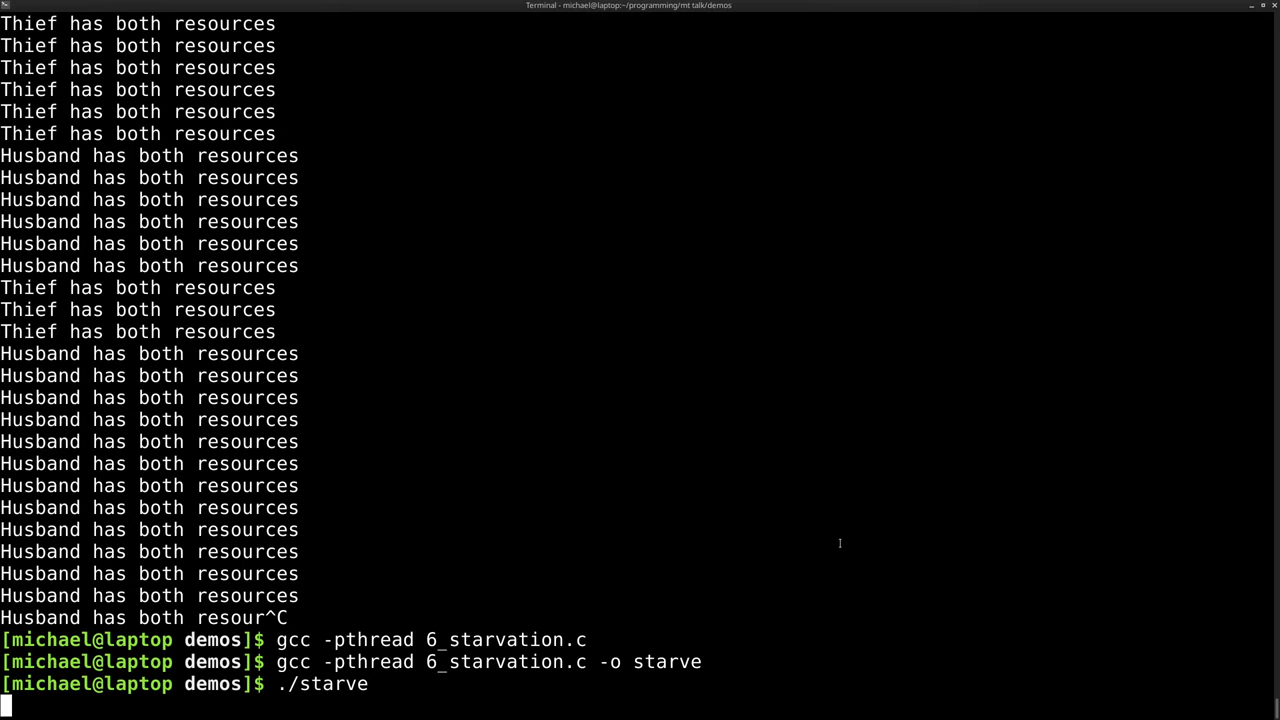 Terminal - michael@laptop:~/programming/mt talk/demos
Thief has both resources
Thief has both resources
Thief has both resources
Thief has both resources
Thief has both resources
Thief has both resources
Husband has both resources
Husband has both resources
Husband has both resources
Husband has both resources
Husband has both resources
Husband has both resources
Thief has both resources
Thief has both resources
Thief has both resources
Husband has both resources
Husband has both resources
Husband has both resources
Husband has both resources
Husband has both resources
Husband has both resources
Husband has both resources
Husband has both resources
Husband has both resources
Husband has both resources
Husband has both resources
Husband has both resources
Husband has both resour^C
[michael@laptop demos]$ gcc -pthread 6_starvation.c
[michael@laptop demos]$ gcc -pthread 6_starvation.c -o starve
[michael@laptop demos]$ ./starve